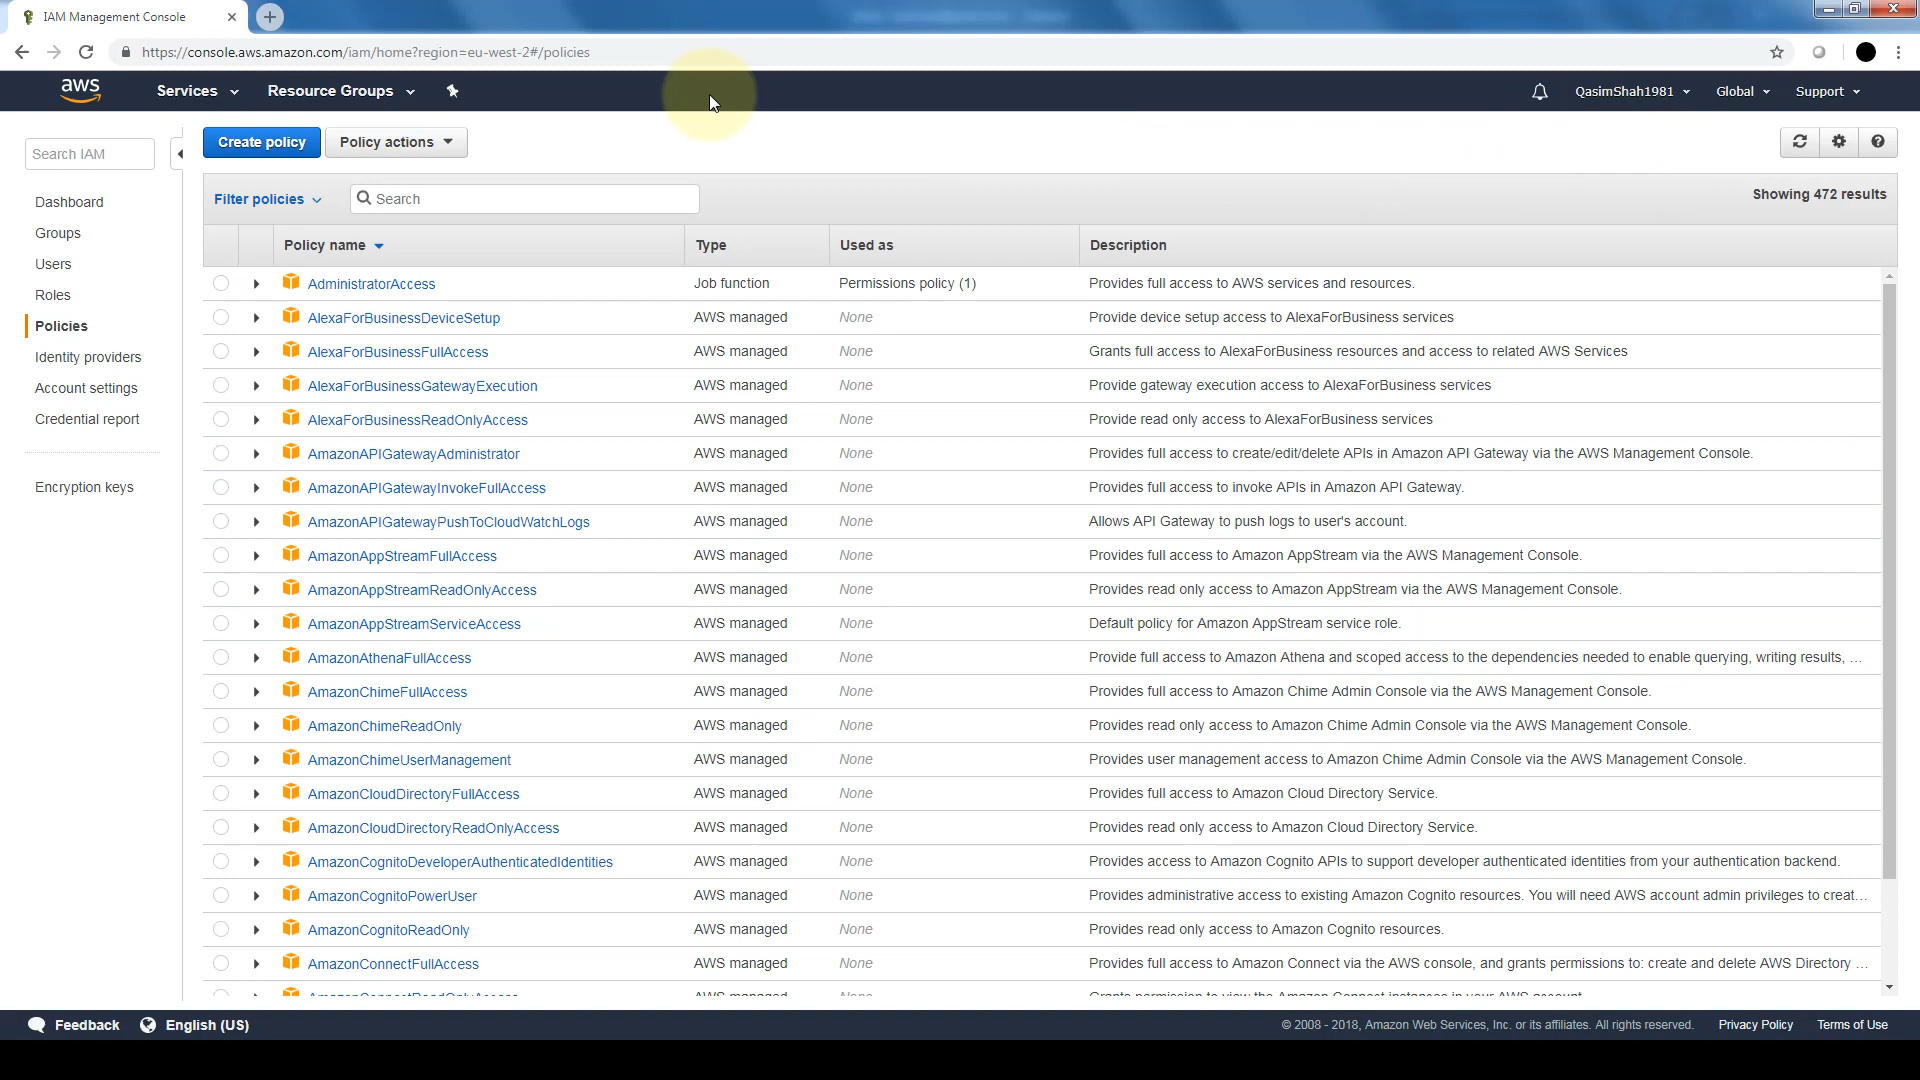 IAM Management Console
https://console.aws.amazon.com/iam/home?region=eu-west-2#/policies
aws Services Resource Groups QasimShah1981 Global Support
Search IAM
Create policy Policy actions
Dashboard
Groups
Users
Roles
Policies
Identity providers
Account settings
Credential report
Encryption keys
Filter policies Search Showing 472 results
Policy name Type Used as Description
AdministratorAccess Job function Permissions policy (1) Provides full access to AWS services and resources.
AlexaForBusinessDeviceSetup AWS managed None Provide device setup access to AlexaForBusiness services
AlexaForBusinessFullAccess AWS managed None Grants full access to AlexaForBusiness resources and access to related AWS Services
AlexaForBusinessGatewayExecution AWS managed None Provide gateway execution access to AlexaForBusiness services
AlexaForBusinessReadOnlyAccess AWS managed None Provide read only access to AlexaForBusiness services
AmazonAPIGatewayAdministrator AWS managed None Provides full access to create/edit/delete APIs in Amazon API Gateway via the AWS Management Console.
AmazonAPIGatewayInvokeFullAccess AWS managed None Provides full access to invoke APIs in Amazon API Gateway.
AmazonAPIGatewayPushToCloudWatchLogs AWS managed None Allows API Gateway to push logs to user's account.
AmazonAppStreamFullAccess AWS managed None Provides full access to Amazon AppStream via the AWS Management Console.
AmazonAppStreamReadOnlyAccess AWS managed None Provides read only access to Amazon AppStream via the AWS Management Console.
AmazonAppStreamServiceAccess AWS managed None Default policy for Amazon AppStream service role.
AmazonAthenaFullAccess AWS managed None Provide full access to Amazon Athena and scoped access to the dependencies needed to enable querying, writing results, ...
AmazonChimeFullAccess AWS managed None Provides full access to Amazon Chime Admin Console via the AWS Management Console.
AmazonChimeReadOnly AWS managed None Provides read only access to Amazon Chime Admin Console via the AWS Management Console.
AmazonChimeUserManagement AWS managed None Provides user management access to Amazon Chime Admin Console via the AWS Management Console.
AmazonCloudDirectoryFullAccess AWS managed None Provides full access to Amazon Cloud Directory Service.
AmazonCloudDirectoryReadOnlyAccess AWS managed None Provides read only access to Amazon Cloud Directory Service.
AmazonCognitoDeveloperAuthenticatedIdentities AWS managed None Provides access to Amazon Cognito APIs to support developer authenticated identities from your authentication backend.
AmazonCognitoPowerUser AWS managed None Provides administrative access to existing Amazon Cognito resources. You will need AWS account admin privileges to creat...
AmazonCognitoReadOnly AWS managed None Provides read only access to Amazon Cognito resources.
AmazonConnectFullAccess AWS managed None Provides full access to Amazon Connect via the AWS console, and grants permissions to: create and delete AWS Directory ...
AmazonConnectReadOnlyAccess AWS managed None Grants permission to view the Amazon Connect instances in your AWS account.
Feedback English (US) © 2008 - 2018, Amazon Web Services, Inc. or its affiliates. All rights reserved. Privacy Policy Terms of Use